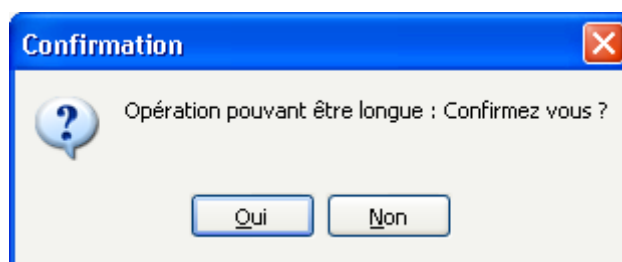 Confirmation
Opération pouvant être longue : Confirmez vous ?
Oui
Non